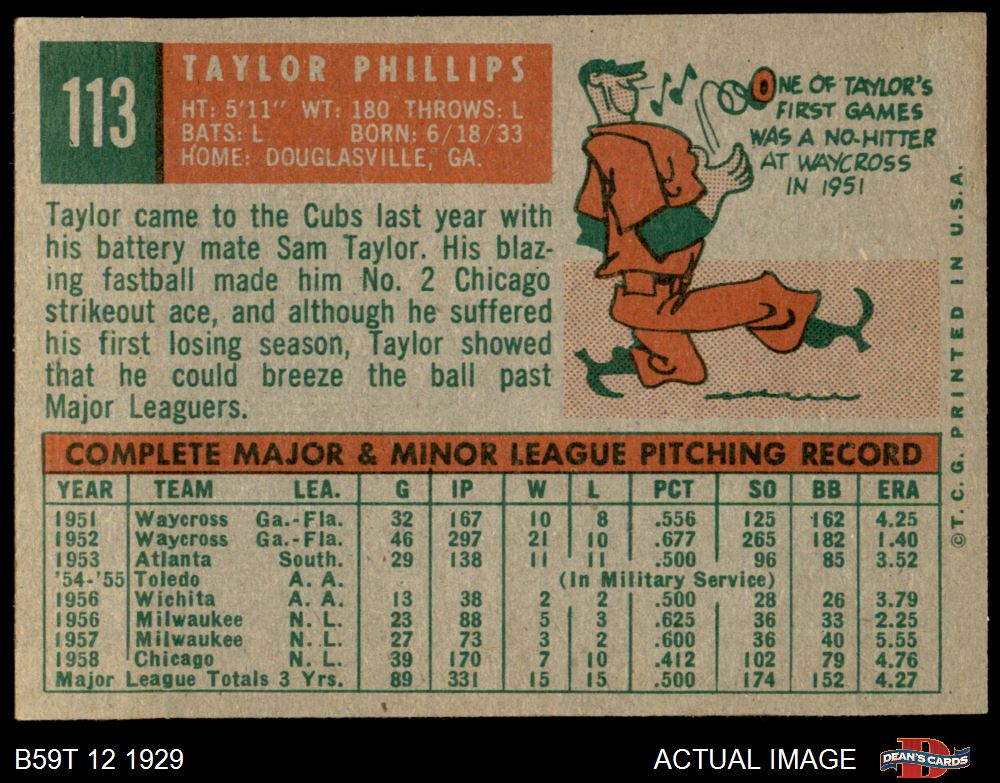 113
TAYLOR PHILLIPS
HT: 5'11" WT: 180 THROWS: L
BATS: L BORN: 6/18/33
HOME: DOUGLASVILLE, GA.
ONE OF TAYLOR'S
FIRST GAMES
WAS A NO-HITTER
AT WAYCROSS
IN 1951
Taylor came to the Cubs last year with
his battery mate Sam Taylor. His blaz-
ing fastball made him No. 2 Chicago
strikeout ace, and although he suffered
his first losing season, Taylor showed
that he could breeze the ball past
Major Leaguers.
COMPLETE MAJOR & MINOR LEAGUE PITCHING RECORD
YEAR TEAM LEA. G IP W L PCT SO BB ERA
1951 Waycross Ga.-Fla. 32 167 10 8 .556 125 162 4.25
1952 Waycross Ga.-Fla. 46 297 21 10 .677 265 182 1.40
1953 Atlanta South. 29 138 11 11 .500 96 85 3.52
'54-'55 Toledo A. A. (In Military Service)
1956 Wichita A. A. 13 38 2 2 .500 28 26 3.79
1956 Milwaukee N. L. 23 88 5 3 .625 36 33 2.25
1957 Milwaukee N. L. 27 73 3 2 .600 36 40 5.55
1958 Chicago N. L. 39 170 7 10 .412 102 79 4.76
Major League Totals 3 Yrs. 89 331 15 15 .500 174 152 4.27
© T. C. G. PRINTED IN U.S.A.
B59T 12 1929
ACTUAL IMAGE
DEAN'S CARDS